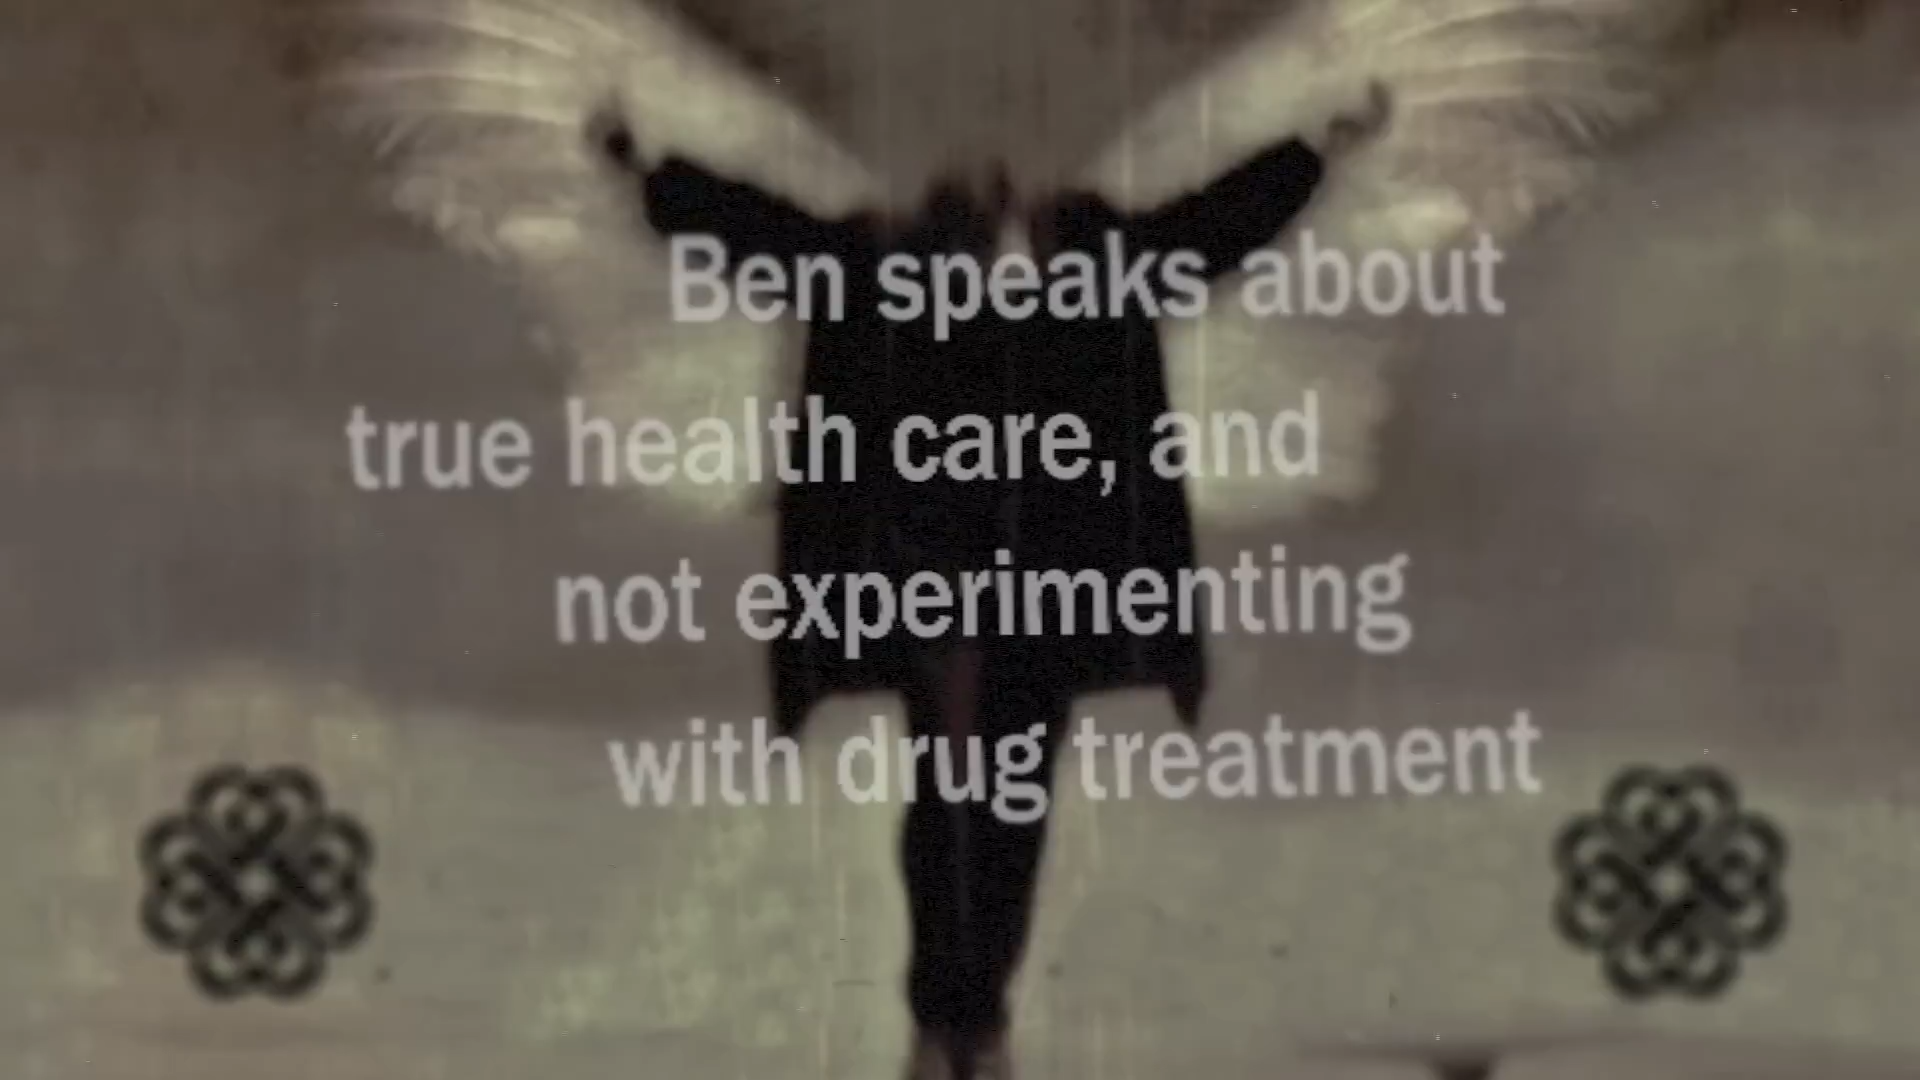 Ben speaks about
true health care, and
not experimenting
with drug treatment